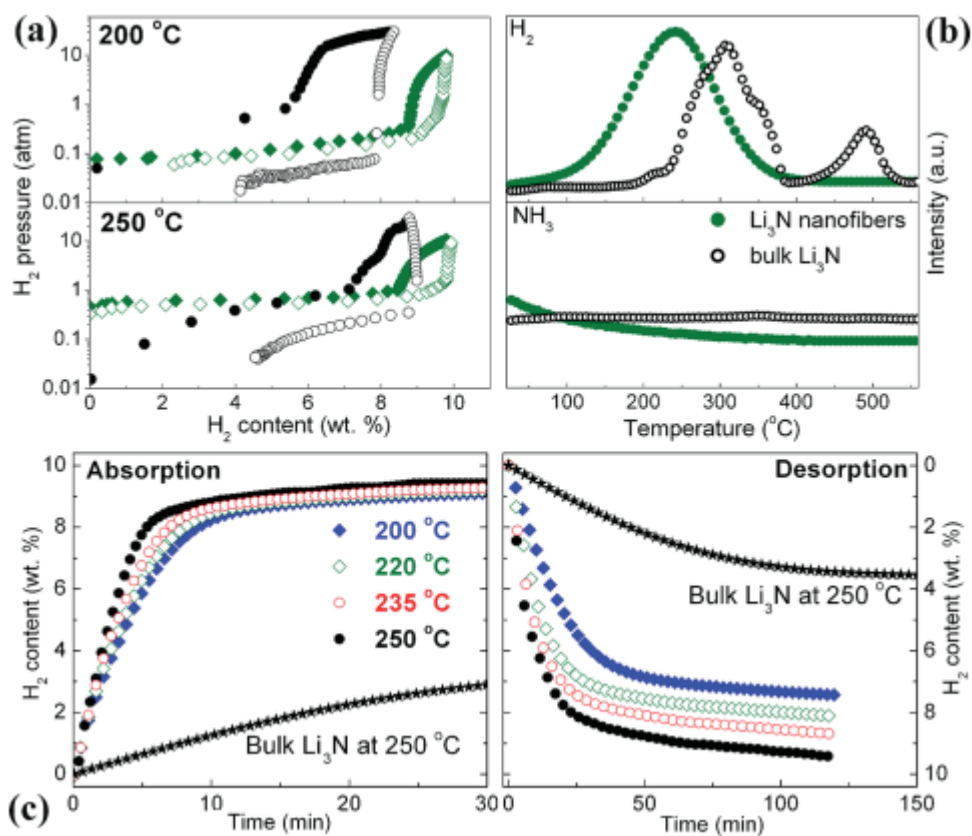 (a)
200 °C
10
1
0.1
0.01
250 °C
10
1
0.1
0.01
0
2
4
6
8
10
H₂ pressure (atm)
H₂ content (wt. %)
(b)
H₂
NH₃
Li₃N nanofibers
bulk Li₃N
Intensity (a.u.)
100
200
300
400
500
Temperature (°C)
(c)
Absorption
10
8
6
4
2
0
H₂ content (wt. %)
200 °C
220 °C
235 °C
250 °C
Bulk Li₃N at 250 °C
0
10
20
30
Time (min)
Desorption
Bulk Li₃N at 250 °C
0
2
4
6
8
10
H₂ content (wt. %)
0
50
100
150
Time (min)